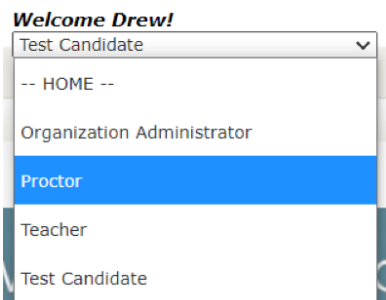 Welcome Drew!
Test Candidate
-- HOME --
Organization Administrator
Proctor
Teacher
Test Candidate